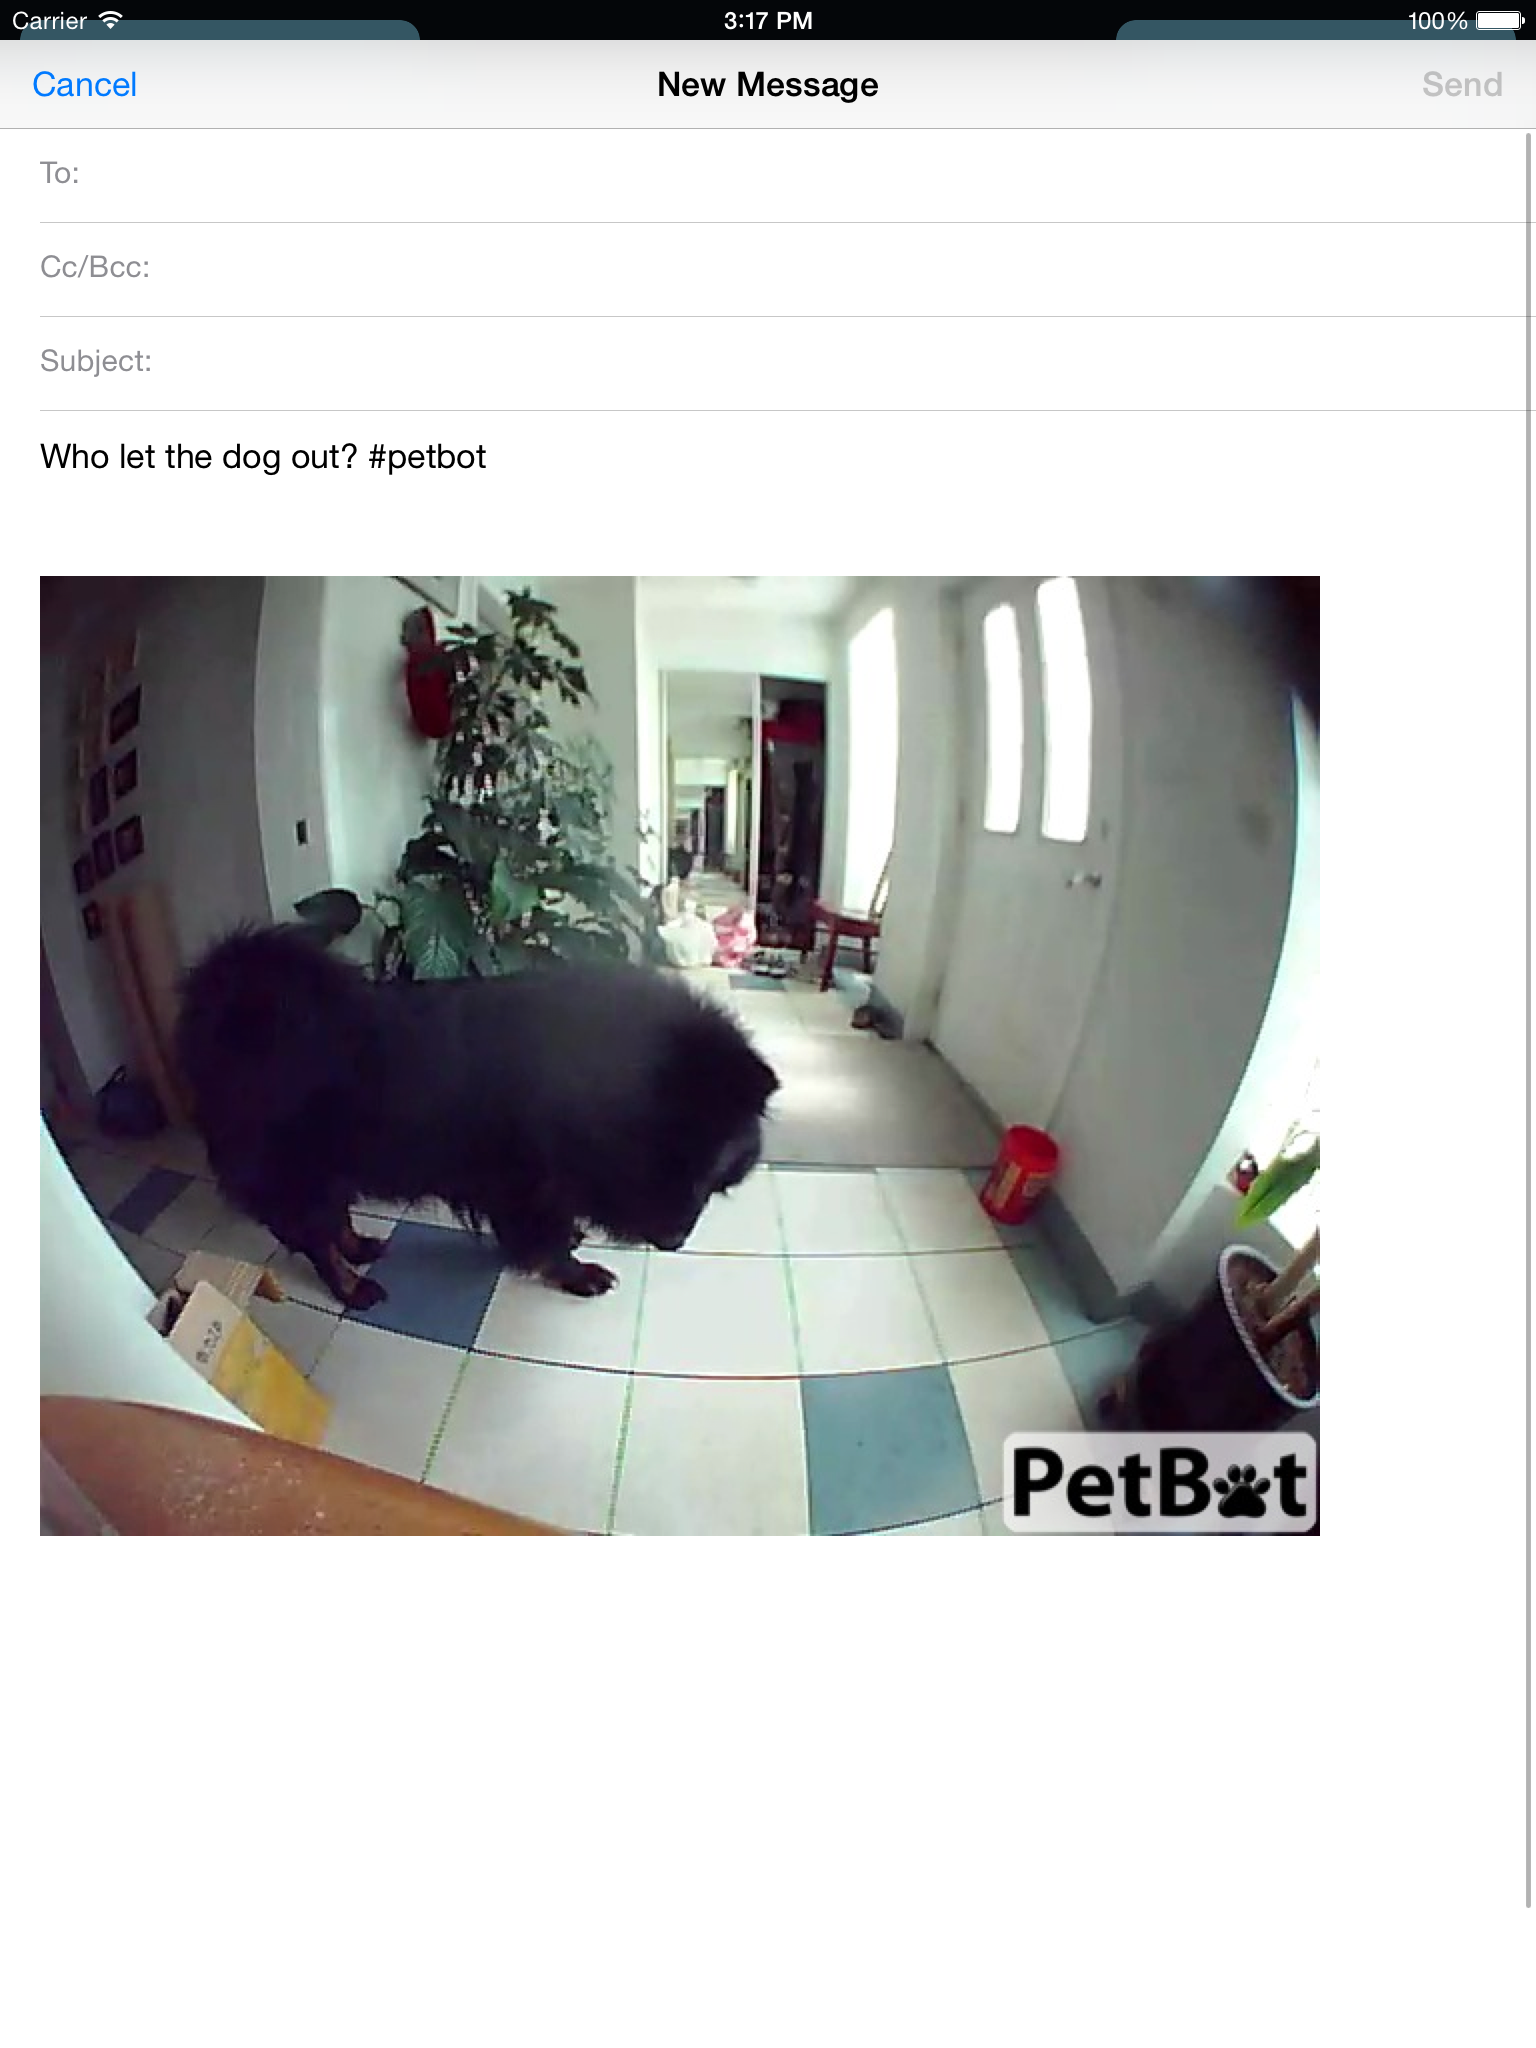 Carrier 3:17 PM 100%
Cancel New Message Send
To:
Cc/Bcc:
Subject:
Who let the dog out? #petbot
PetBot